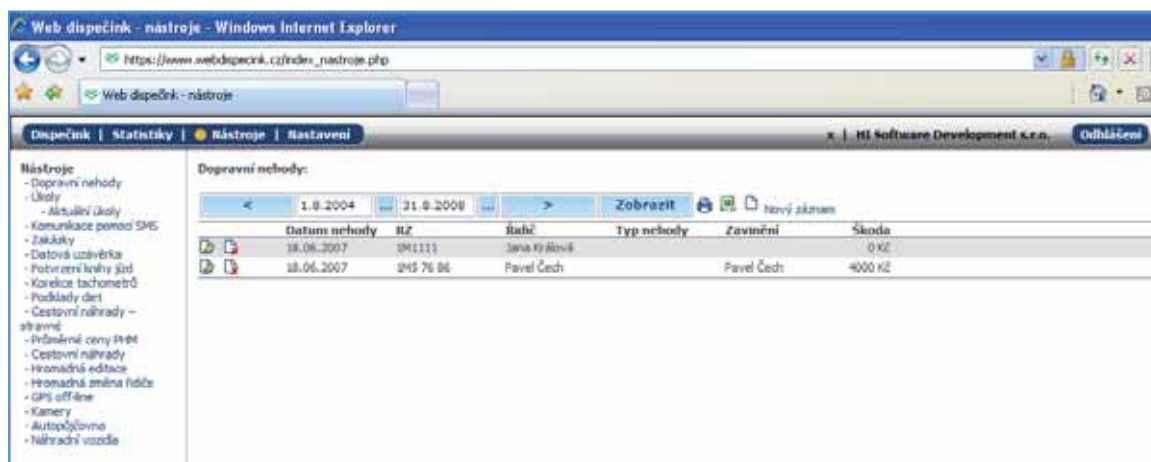 Web dispečink - nástroje - Windows Internet Explorer
https://www.webdispecink.cz/index_nastroje.php
Web dispečink - nástroje
Dispečink | Statistiky | Nástroje | Nastavení
x | HI Software Development s.r.o. Odhlášení
Nástroje
- Dopravní nehody
- Úkoly
- Aktuální úkoly
- Komunikace pomocí SMS
- Zakázky
- Datová uzávěrka
- Potvrzení knihy jízd
- Korekce tachometrů
- Podklady diet
- Cestovní náhrady –
stravné
- Průměrné ceny PHM
- Cestovní náhrady
- Hromadná editace
- Hromadná změna řidiče
- GPS off-line
- Kamery
- Autopůjčovna
- Náhradní vozidla
Dopravní nehody:
< 1.8.2004 ... 31.8.2008 ... > Zobrazit Nový záznam
Datum nehody RZ Řidič Typ nehody Zavinění Škoda
18.06.2007 1M1111 Jana Králová 0 Kč
18.06.2007 1M5 76 86 Pavel Čech Pavel Čech 4000 Kč